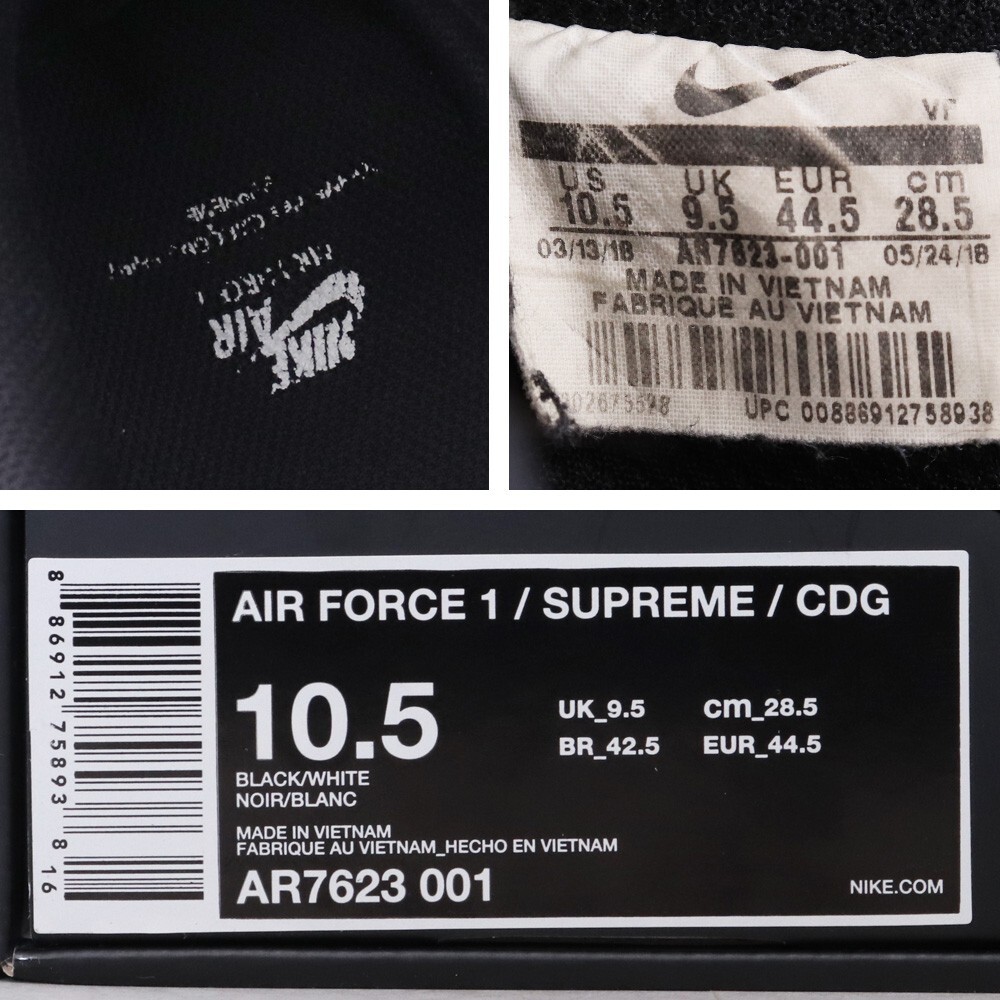 NIKE
AIR
VI
US UK EUR cm
10.5 9.5 44.5 28.5
03/13/18 AR7623-001 05/24/18
MADE IN VIETNAM
FABRIQUE AU VIETNAM
UPC 00886912758938
8 86912 75893 8 16
AIR FORCE 1 / SUPREME / CDG
10.5
UK_9.5 cm_28.5
BR_42.5 EUR_44.5
BLACK/WHITE
NOIR/BLANC
MADE IN VIETNAM
FABRIQUE AU VIETNAM_HECHO EN VIETNAM
AR7623 001
NIKE.COM